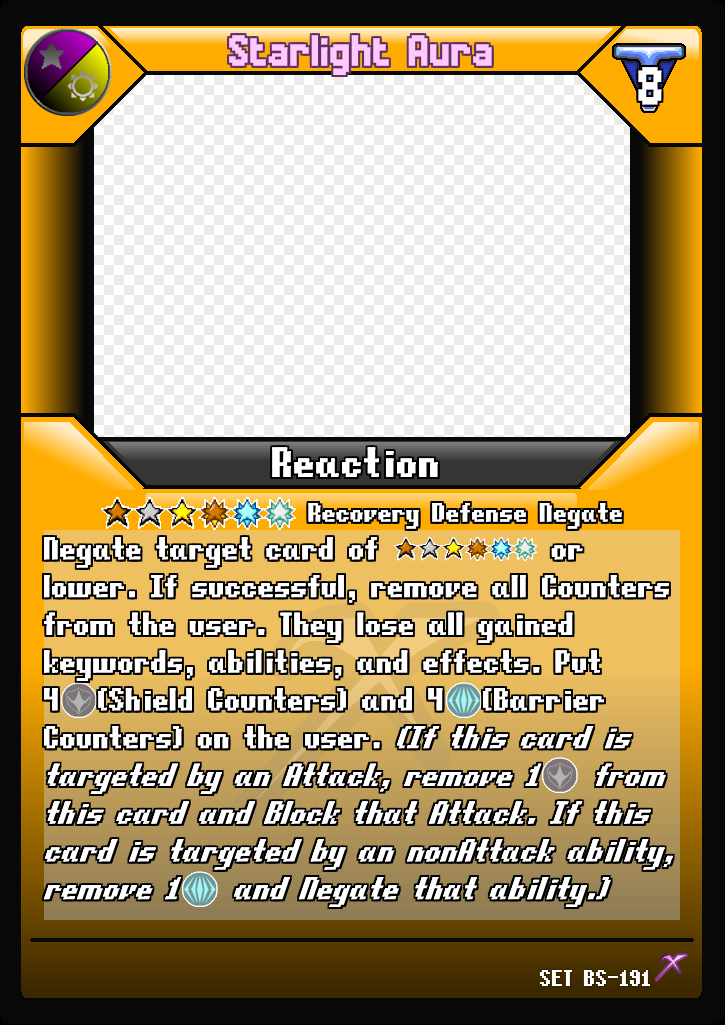 Starlight Aura
8
Reaction
Recovery Defense Negate
Negate target card of or
lower. If successful, remove all Counters
from the user. They lose all gained
keywords, abilities, and effects. Put
4(Shield Counters) and 4(Barrier
Counters) on the user. (If this card is
targeted by an Attack, remove 1 from
this card and Block that Attack. If this
card is targeted by an nonAttack ability,
remove 1 and Negate that ability.)
SET BS-191